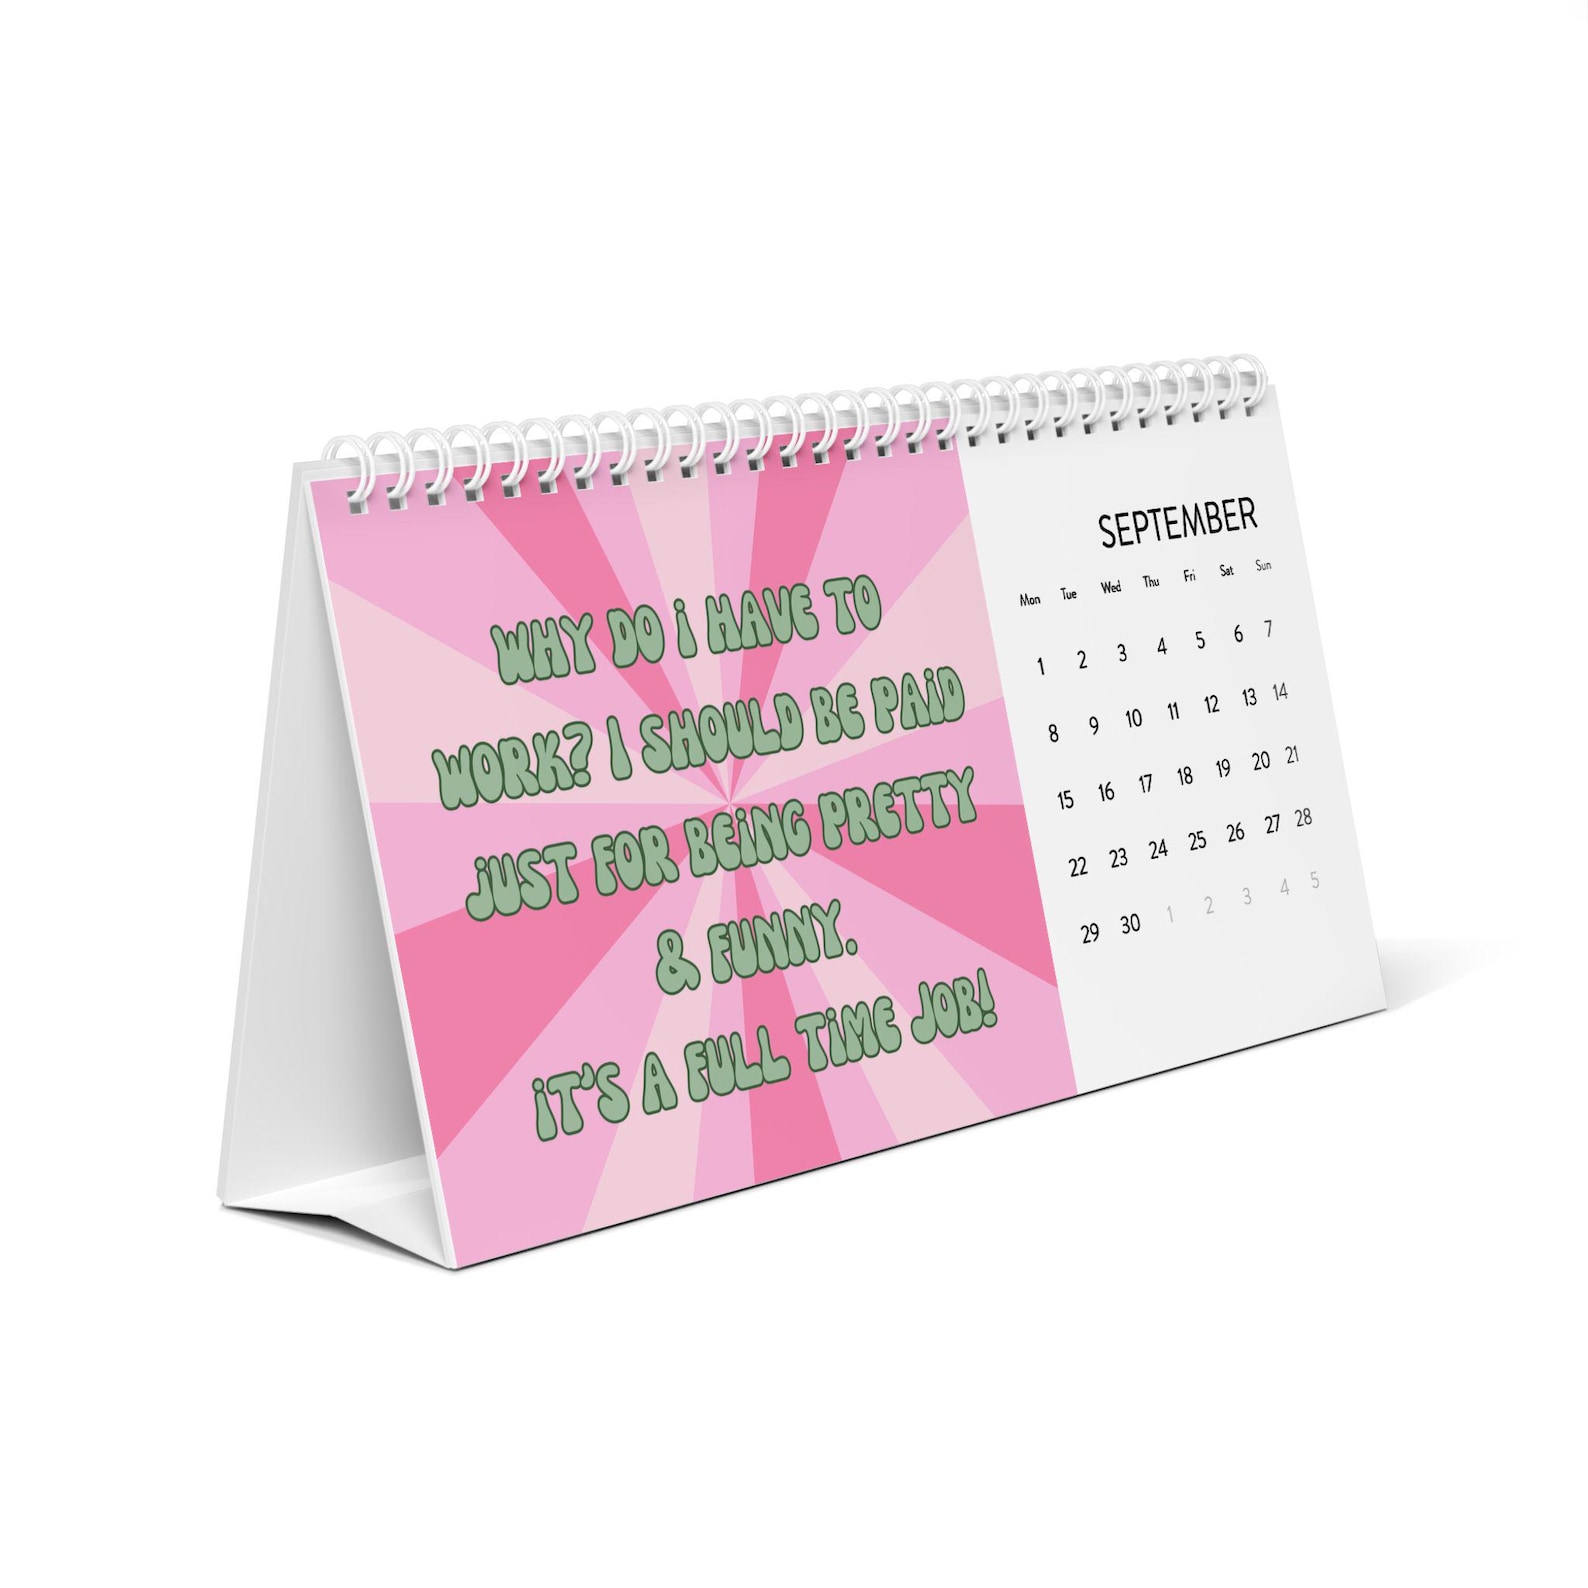 WHY DO I HAVE TO
WORK? I SHOULD BE PAID
JUST FOR BEING PRETTY
& FUNNY.
IT'S A FULL TIME JOB!
SEPTEMBER
Mon Tue Wed Thu Fri Sat Sun
1 2 3 4 5 6 7
8 9 10 11 12 13 14
15 16 17 18 19 20 21
22 23 24 25 26 27 28
29 30 1 2 3 4 5